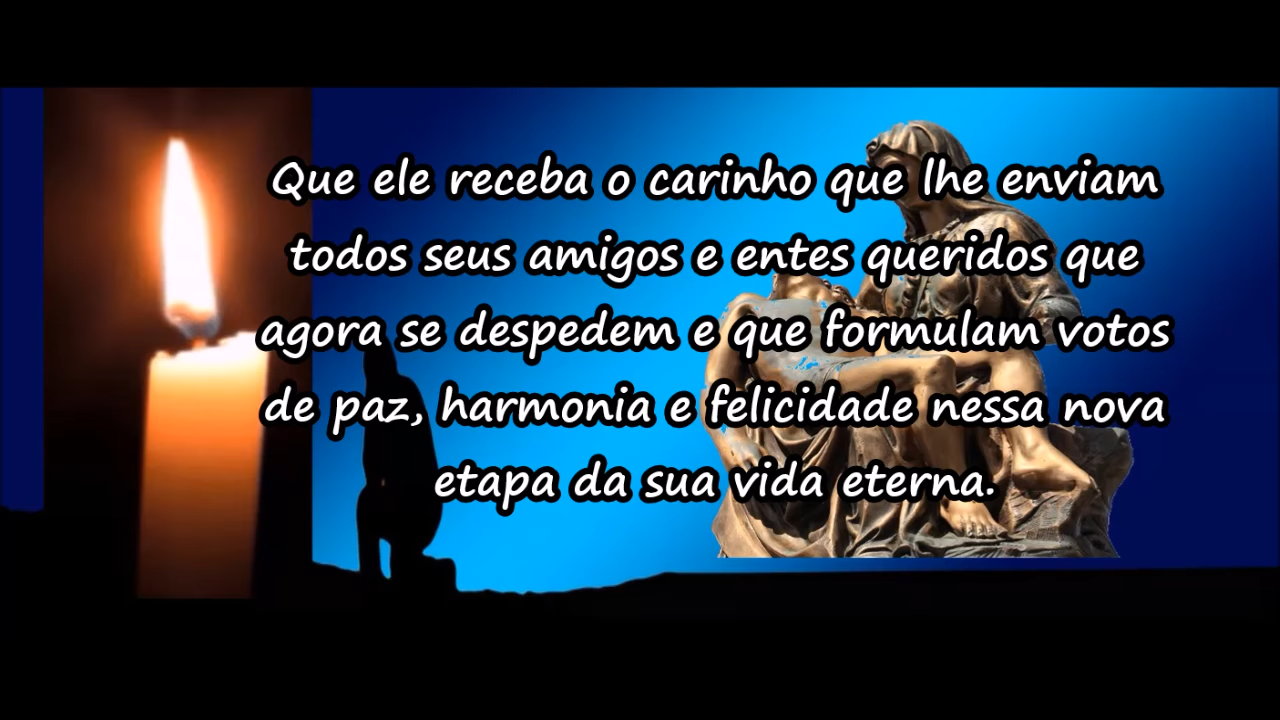 Que ele receba o carinho que lhe enviam
todos seus amigos e entes queridos que
agora se despedem e que formulam votos
de paz, harmonia e felicidade nessa nova
etapa da sua vida eterna.